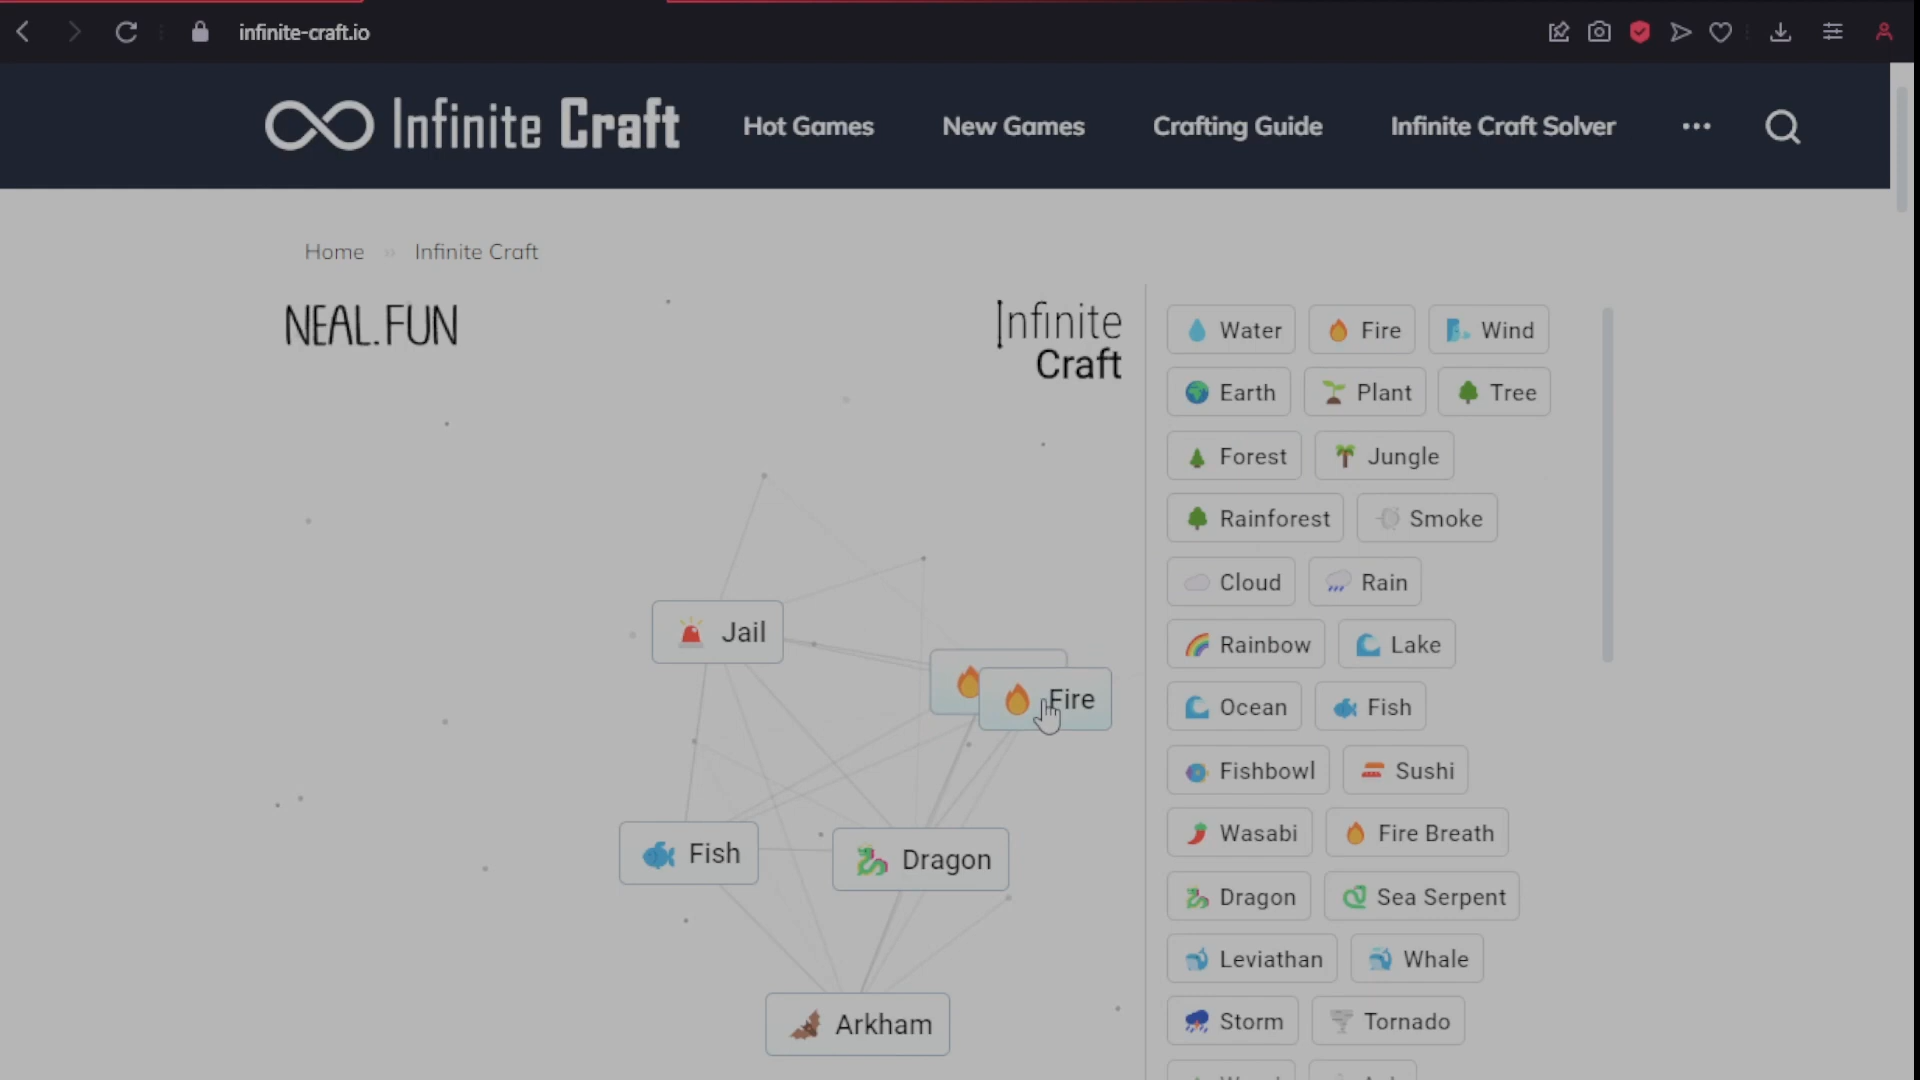 infinite-craft.io
Infinite Craft Hot Games New Games Crafting Guide Infinite Craft Solver ...
Home » Infinite Craft
NEAL.FUN
Infinite
Craft
Jail
Fire
Fish
Dragon
Arkham
Water Fire Wind
Earth Plant Tree
Forest Jungle
Rainforest Smoke
Cloud Rain
Rainbow Lake
Ocean Fish
Fishbowl Sushi
Wasabi Fire Breath
Dragon Sea Serpent
Leviathan Whale
Storm Tornado